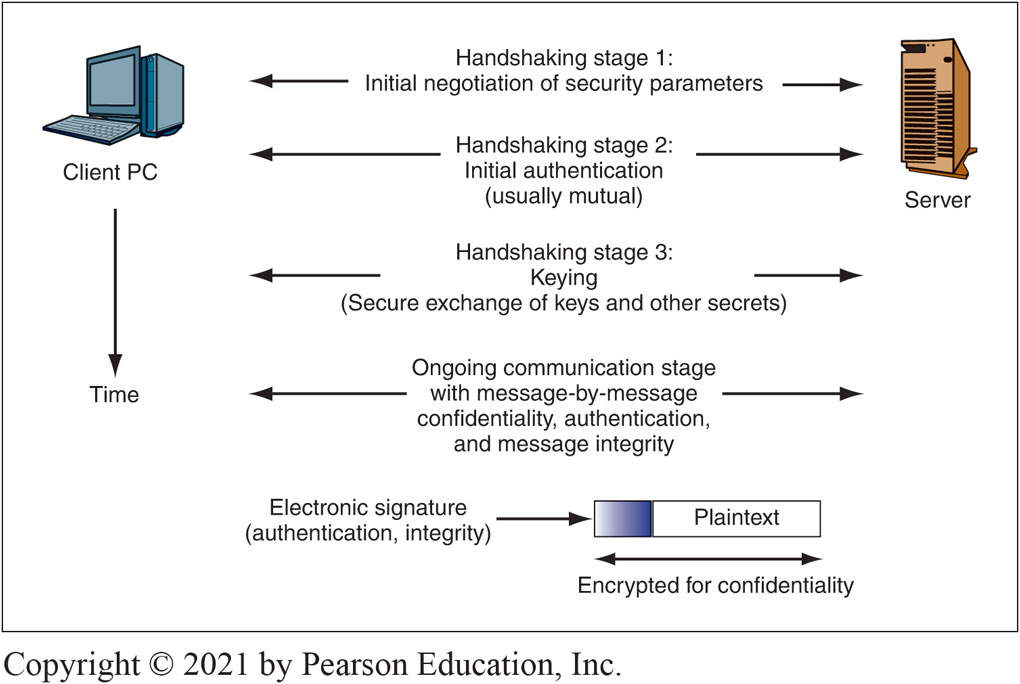 Handshaking stage 1:
Initial negotiation of security parameters
Client PC
Handshaking stage 2:
Initial authentication
(usually mutual)
Server
Handshaking stage 3:
Keying
(Secure exchange of keys and other secrets)
Time
Ongoing communication stage
with message-by-message
confidentiality, authentication,
and message integrity
Electronic signature
(authentication, integrity)
Plaintext
Encrypted for confidentiality
Copyright © 2021 by Pearson Education, Inc.